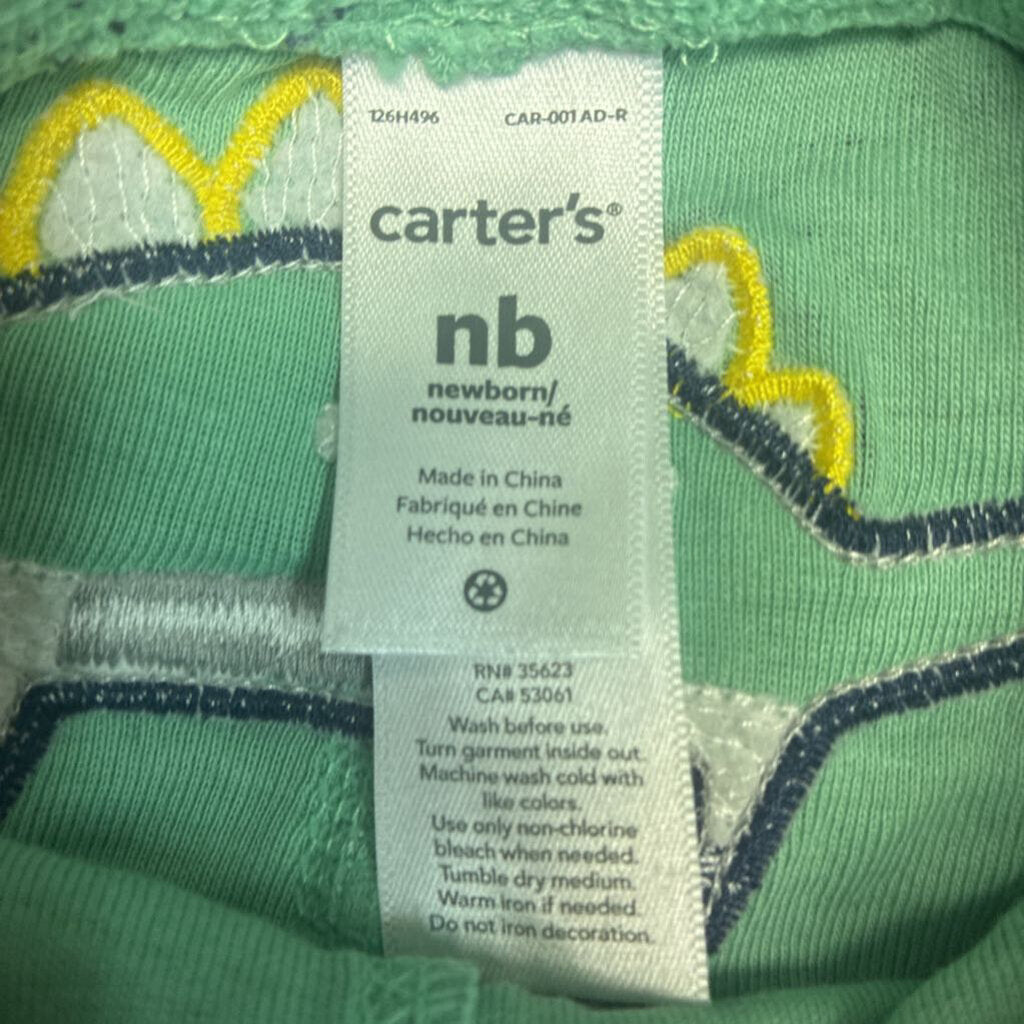 126H496 CAR-001 AD-R
carter's®
nb
newborn/
nouveau-né
Made in China
Fabriqué en Chine
Hecho en China
RN# 35623
CA# 53061
Wash before use.
Turn garment inside out.
Machine wash cold with
like colors.
Use only non-chlorine
bleach when needed.
Tumble dry medium.
Warm iron if needed.
Do not iron decoration.